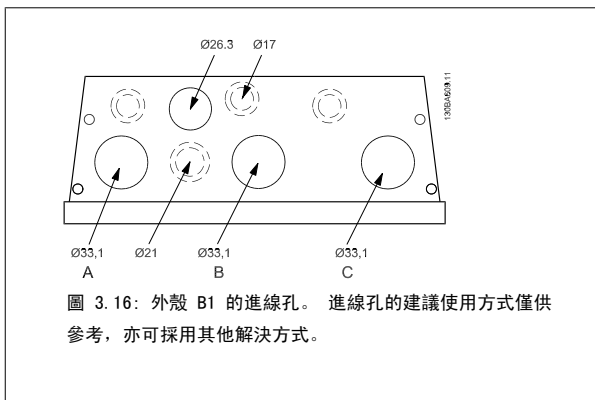 Ø26.3 Ø17
130BA609.11
Ø33,1 Ø21 Ø33,1 Ø33,1
A B C
圖 3.16: 外殼 B1 的進線孔。 進線孔的建議使用方式僅供
參考, 亦可採用其他解決方式。